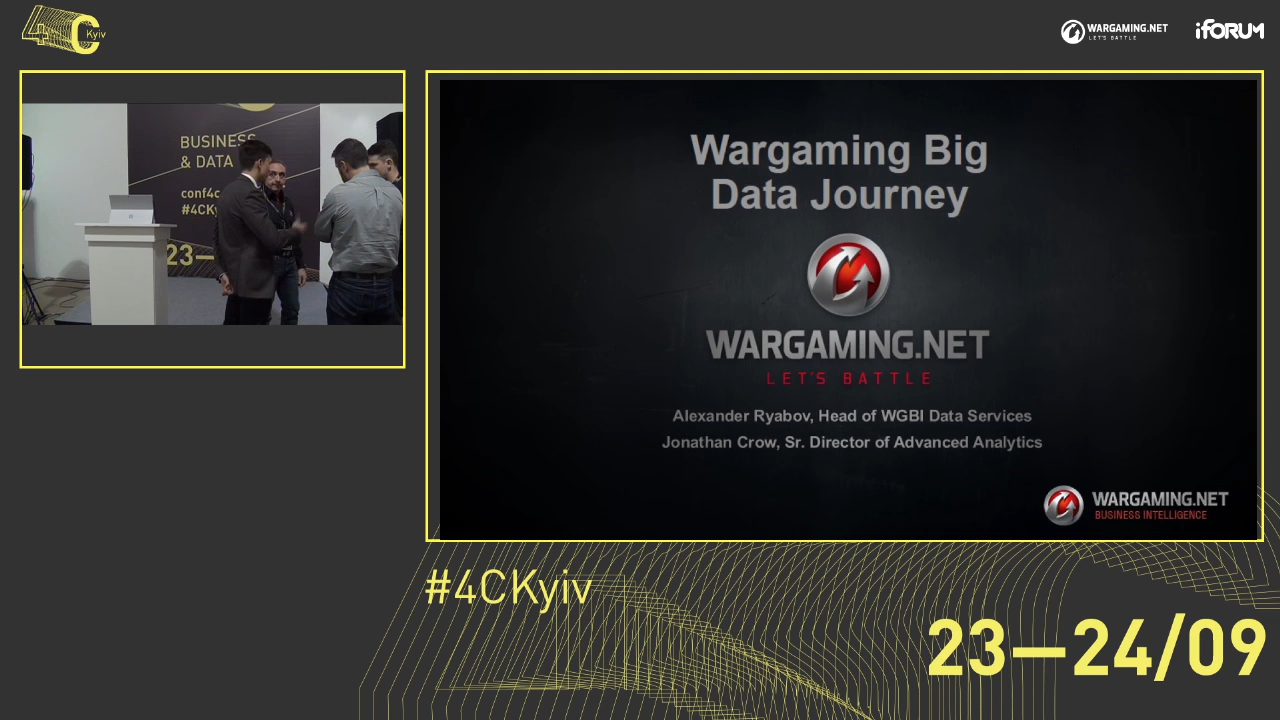 4C Kyiv
WARGAMING.NET
LET'S BATTLE
iFORUM
BUSINESS
& DATA
#4CKy
23—
Wargaming Big
Data Journey
WARGAMING.NET
LET'S BATTLE
Alexander Ryabov, Head of WGBI Data Services
Jonathan Crow, Sr. Director of Advanced Analytics
WARGAMING.NET
BUSINESS INTELLIGENCE
#4CKyiv
23—24/09